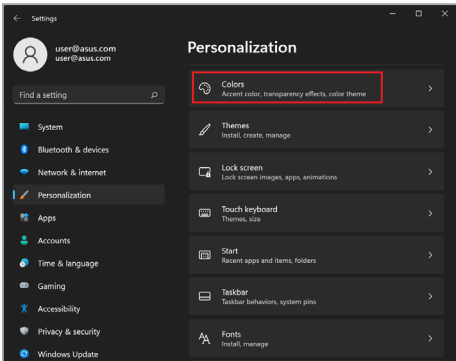 Settings
user@asus.com
user@asus.com
Find a setting
System
Bluetooth & devices
Network & internet
Personalization
Apps
Accounts
Time & language
Gaming
Accessibility
Privacy & security
Windows Update
Personalization
Colors
Accent color, transparency effects, color theme
Themes
Install, create, manage
Lock screen
Lock screen images, apps, animations
Touch keyboard
Themes, size
Start
Recent apps and items, folders
Taskbar
Taskbar behaviors, system pins
Fonts
Install, manage